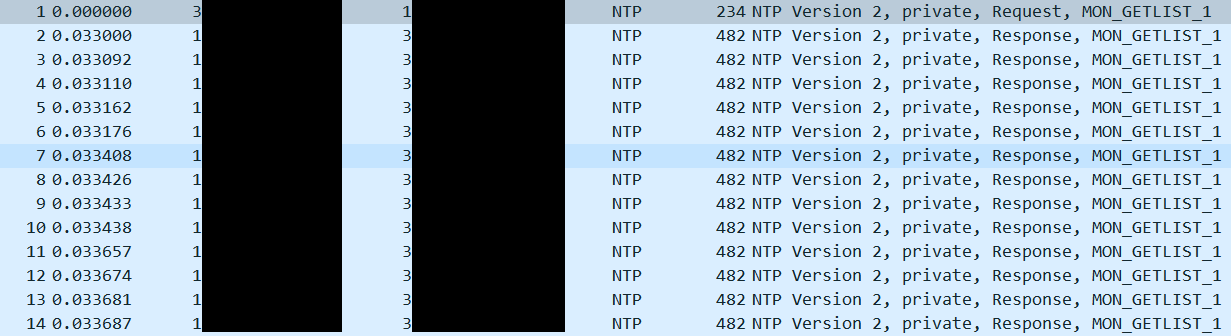 1 0.000000 3 1 NTP 234 NTP Version 2, private, Request, MON_GETLIST_1
2 0.033000 1 3 NTP 482 NTP Version 2, private, Response, MON_GETLIST_1
3 0.033092 1 3 NTP 482 NTP Version 2, private, Response, MON_GETLIST_1
4 0.033110 1 3 NTP 482 NTP Version 2, private, Response, MON_GETLIST_1
5 0.033162 1 3 NTP 482 NTP Version 2, private, Response, MON_GETLIST_1
6 0.033176 1 3 NTP 482 NTP Version 2, private, Response, MON_GETLIST_1
7 0.033408 1 3 NTP 482 NTP Version 2, private, Response, MON_GETLIST_1
8 0.033426 1 3 NTP 482 NTP Version 2, private, Response, MON_GETLIST_1
9 0.033433 1 3 NTP 482 NTP Version 2, private, Response, MON_GETLIST_1
10 0.033438 1 3 NTP 482 NTP Version 2, private, Response, MON_GETLIST_1
11 0.033657 1 3 NTP 482 NTP Version 2, private, Response, MON_GETLIST_1
12 0.033674 1 3 NTP 482 NTP Version 2, private, Response, MON_GETLIST_1
13 0.033681 1 3 NTP 482 NTP Version 2, private, Response, MON_GETLIST_1
14 0.033687 1 3 NTP 482 NTP Version 2, private, Response, MON_GETLIST_1